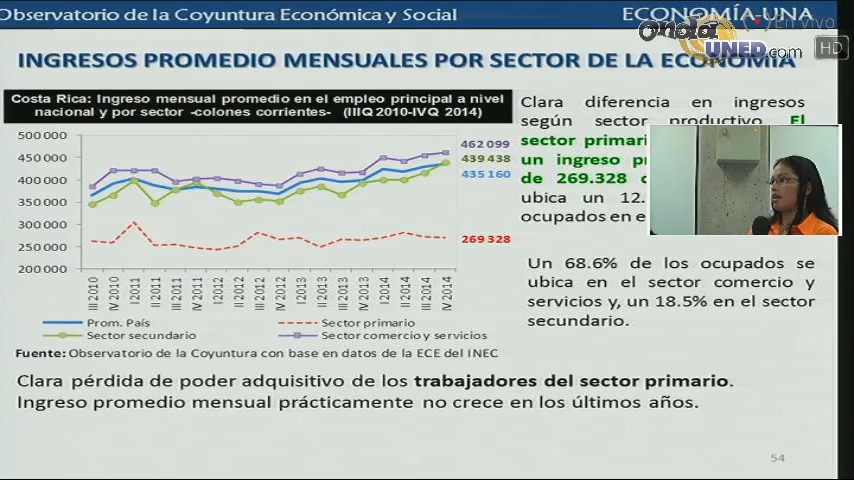 Observatorio de la Coyuntura Económica y Social
ECONOMÍA-UNA
En Vivo
Onda
UNED.com
HD
INGRESOS PROMEDIO MENSUALES POR SECTOR DE LA ECONOMÍA
Costa Rica: Ingreso mensual promedio en el empleo principal a nivel
nacional y por sector -colones corrientes- (IIIQ 2010-IVQ 2014)
500 000
450 000
400 000
350 000
300 000
250 000
200 000
462 099
439 438
435 160
269 328
III 2010
IV 2010
I 2011
II 2011
III 2011
IV 2011
I 2012
II 2012
III 2012
IV 2012
I 2013
II 2013
III 2013
IV 2013
I 2014
II 2014
III 2014
IV 2014
Prom. País
Sector primario
Sector secundario
Sector comercio y servicios
Fuente: Observatorio de la Coyuntura con base en datos de la ECE del INEC
Clara diferencia en ingresos
según sector productivo. El
sector primari
un ingreso p
de 269.328
ubica un 12.
ocupados en e
Un 68.6% de los ocupados se
ubica en el sector comercio y
servicios y, un 18.5% en el sector
secundario.
Clara pérdida de poder adquisitivo de los trabajadores del sector primario.
Ingreso promedio mensual prácticamente no crece en los últimos años.
54